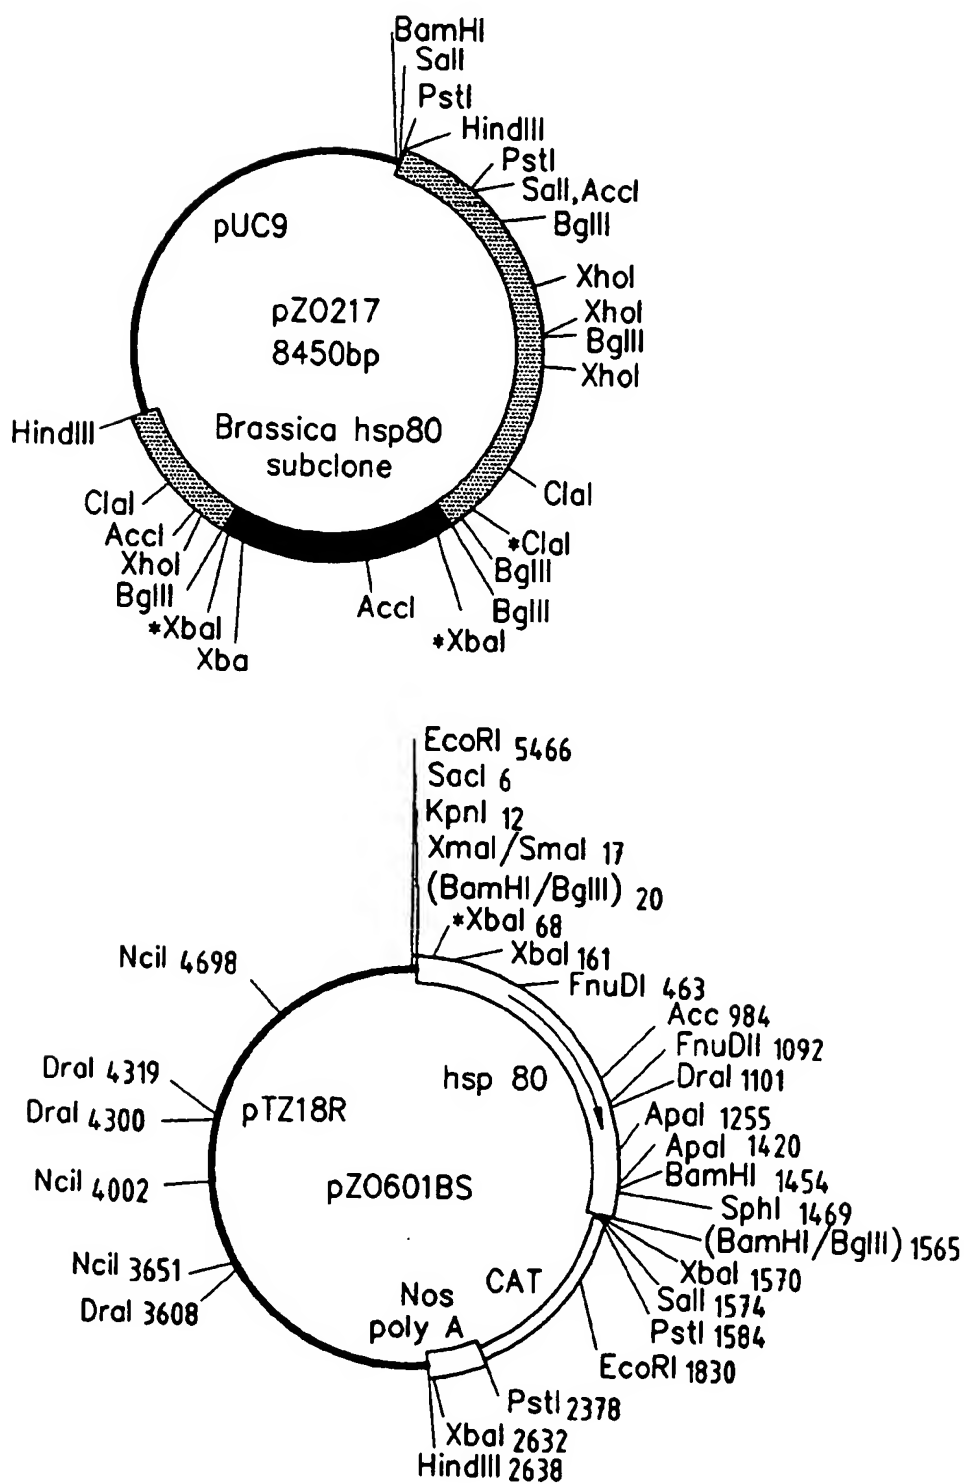 BamHI
SalI
PstI
HindIII
PstI
SalI,AccI
BglII
pUC9
XhoI
pZO217
XhoI
BglII
8450bp
XhoI
HindIII
Brassica hsp80
subclone
ClaI
ClaI
AccI
*ClaI
XhoI
BglII
BglII
AccI
BglII
*XbaI
*XbaI
Xba
EcoRI 5466
SacI 6
KpnI 12
XmaI/SmaI 17
(BamHI/BglII) 20
*XbaI 68
NciI 4698
XbaI 161
FnuDI 463
Acc 984
FnuDII 1092
DraI 4319
hsp 80
DraI 1101
DraI 4300
pTZ18R
ApaI 1255
ApaI 1420
NciI 4002
pZO601BS
BamHI 1454
SphI 1469
(BamHI/BglII) 1565
NciI 3651
XbaI 1570
CAT
SalI 1574
DraI 3608
Nos
poly A
PstI 1584
EcoRI 1830
PstI 2378
XbaI 2632
HindIII 2638